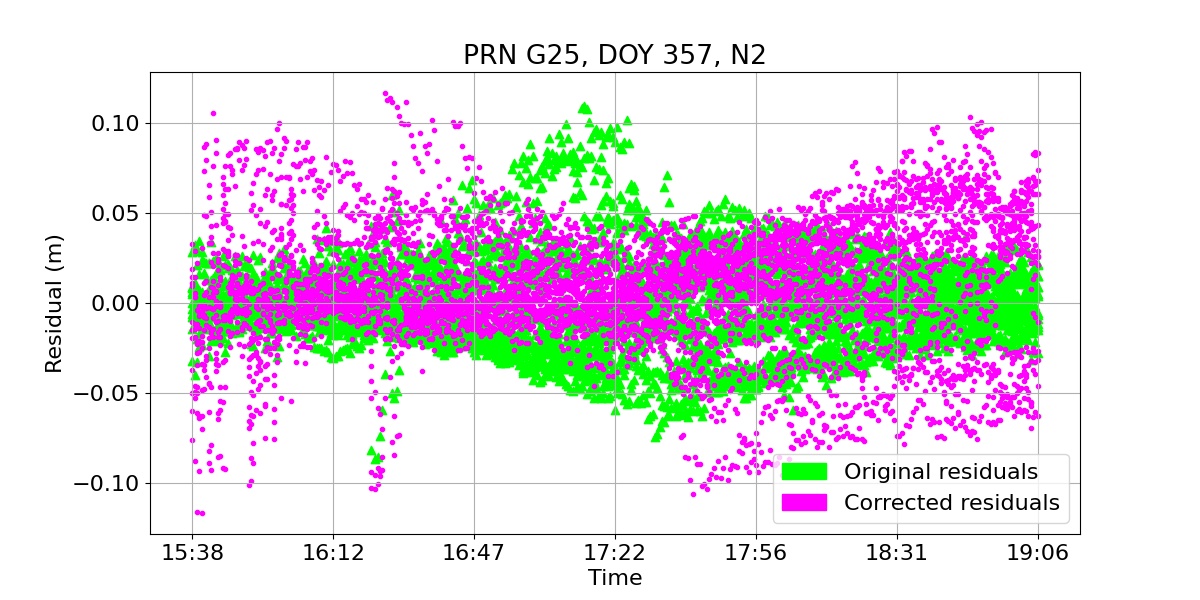 PRN G25, DOY 357, N2
Residual (m)
0.10
0.05
0.00
−0.05
−0.10
Original residuals
Corrected residuals
15:38 16:12 16:47 17:22 17:56 18:31 19:06
Time